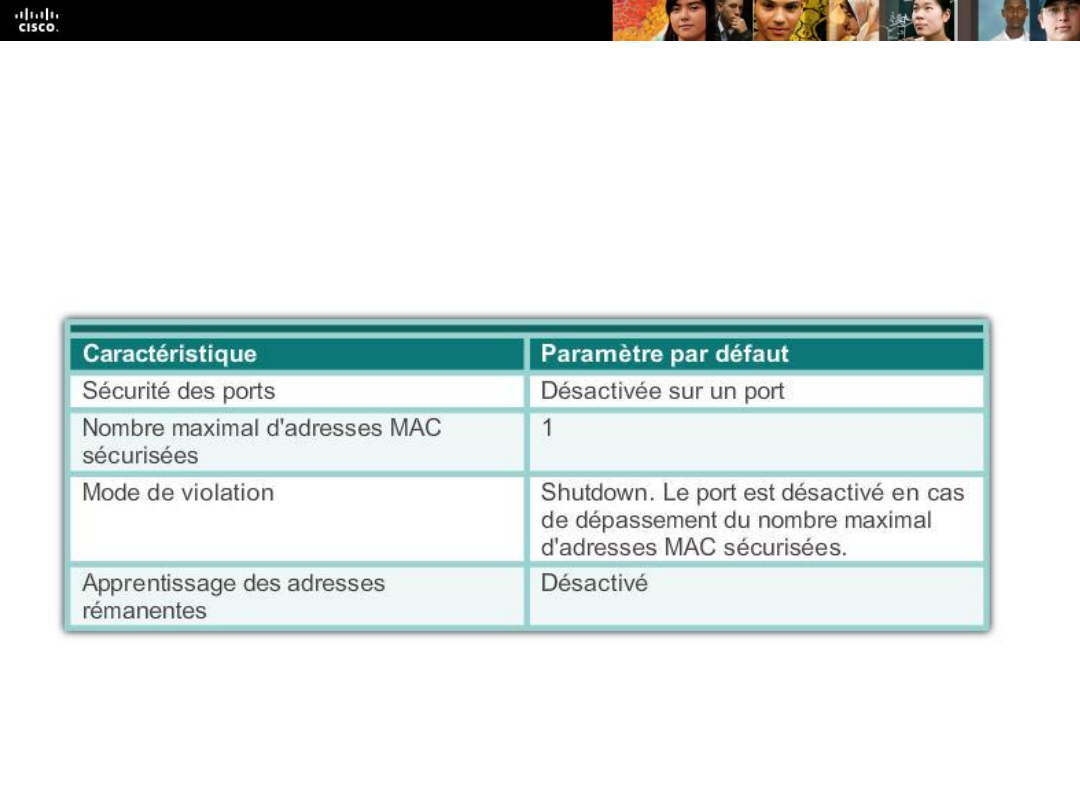 CISCO.
Caractéristique
Paramètre par défaut
Sécurité des ports
Désactivée sur un port
Nombre maximal d'adresses MAC
sécurisées
1
Mode de violation
Shutdown. Le port est désactivé en cas
de dépassement du nombre maximal
d'adresses MAC sécurisées.
Apprentissage des adresses
rémanentes
Désactivé